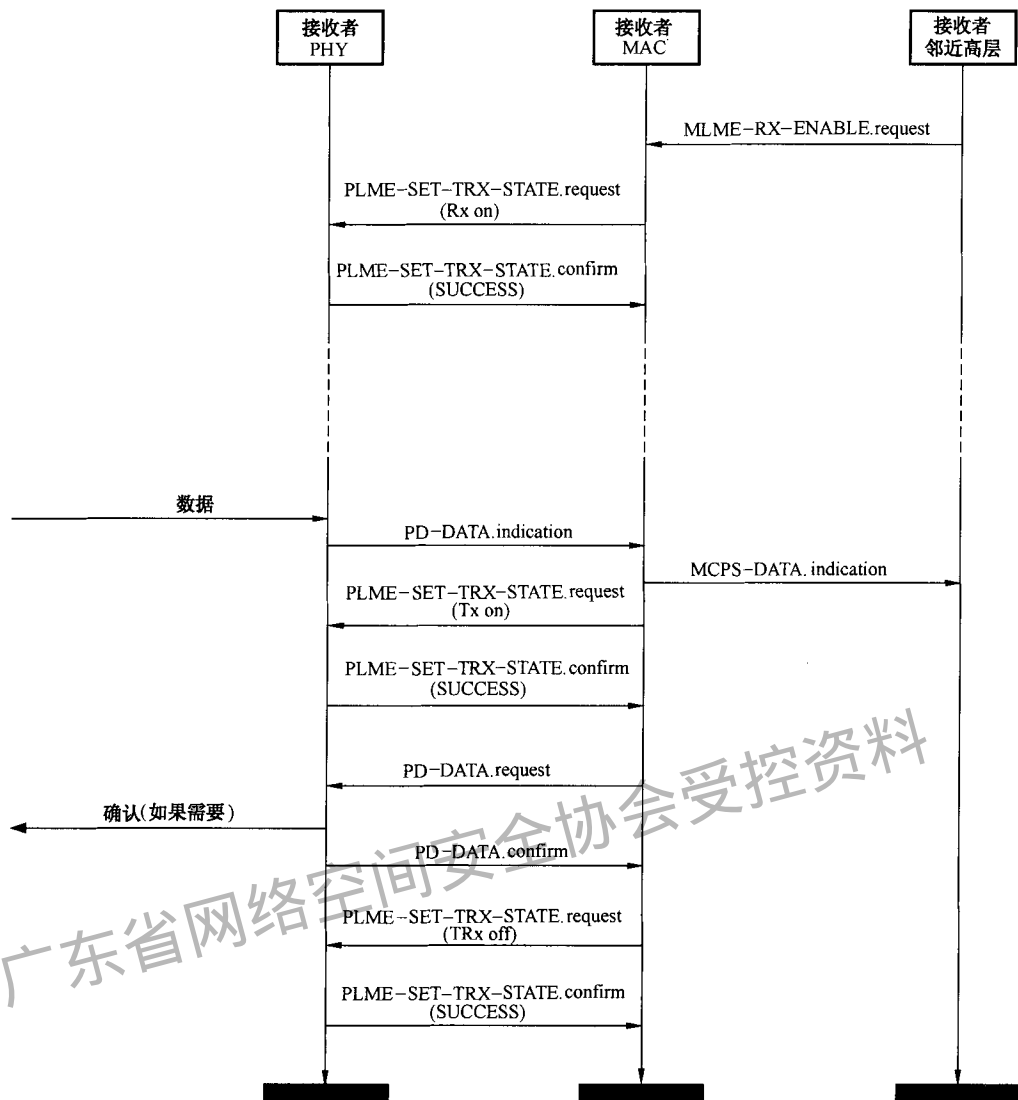 接收者
PHY
接收者
MAC
接收者
邻近高层
MLME-RX-ENABLE.request
PLME-SET-TRX-STATE.request
(Rx on)
PLME-SET-TRX-STATE.confirm
(SUCCESS)
数据
PD-DATA.indication
MCPS-DATA.indication
PLME-SET-TRX-STATE.request
(Tx on)
PLME-SET-TRX-STATE.confirm
(SUCCESS)
PD-DATA.request
确认(如果需要)
PD-DATA.confirm
PLME-SET-TRX-STATE.request
(TRx off)
PLME-SET-TRX-STATE.confirm
(SUCCESS)
广东省网络空间安全协会受控资料